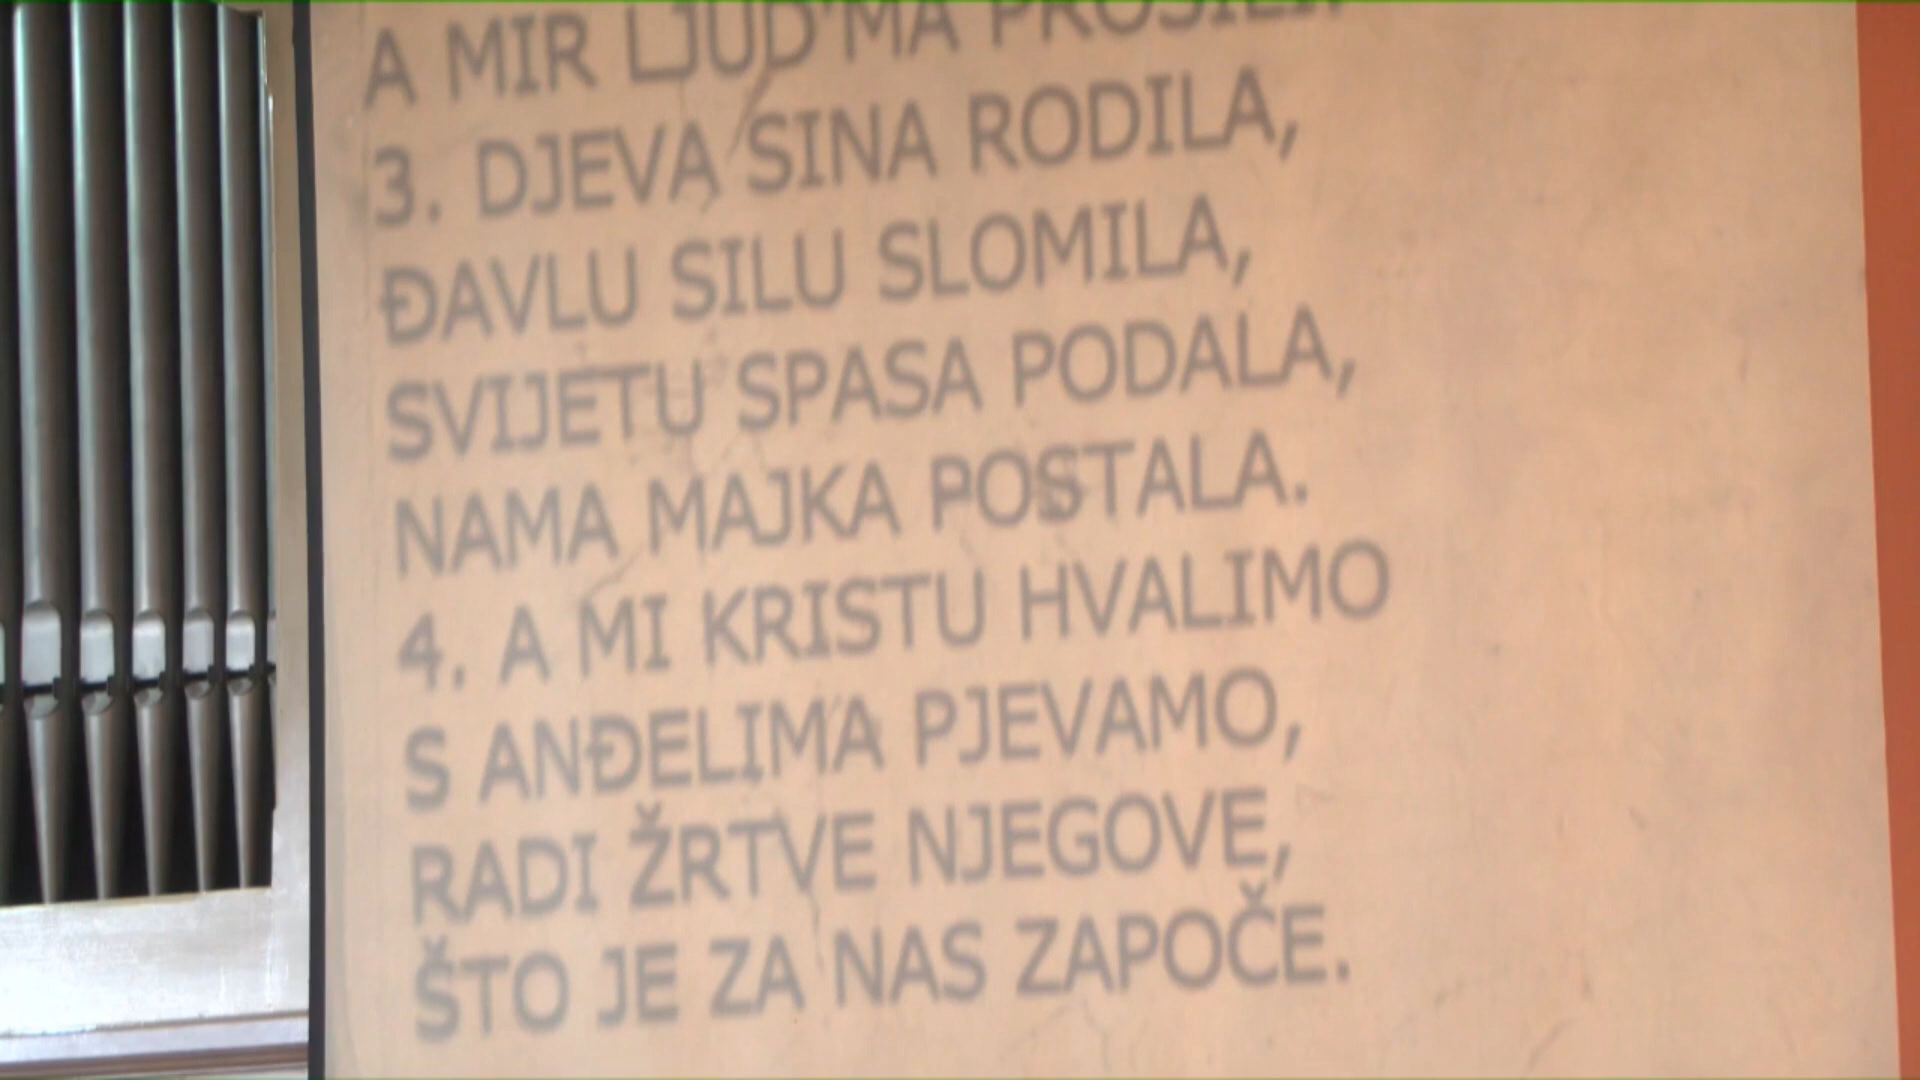 A MIR LJUD'MA PROSILI.
3. DJEVA SINA RODILA,
ĐAVLU SILU SLOMILA,
SVIJETU SPASA PODALA,
NAMA MAJKA POSTALA.
4. A MI KRISTU HVALIMO
S ANĐELIMA PJEVAMO,
RADI ŽRTVE NJEGOVE,
ŠTO JE ZA NAS ZAPOČE.